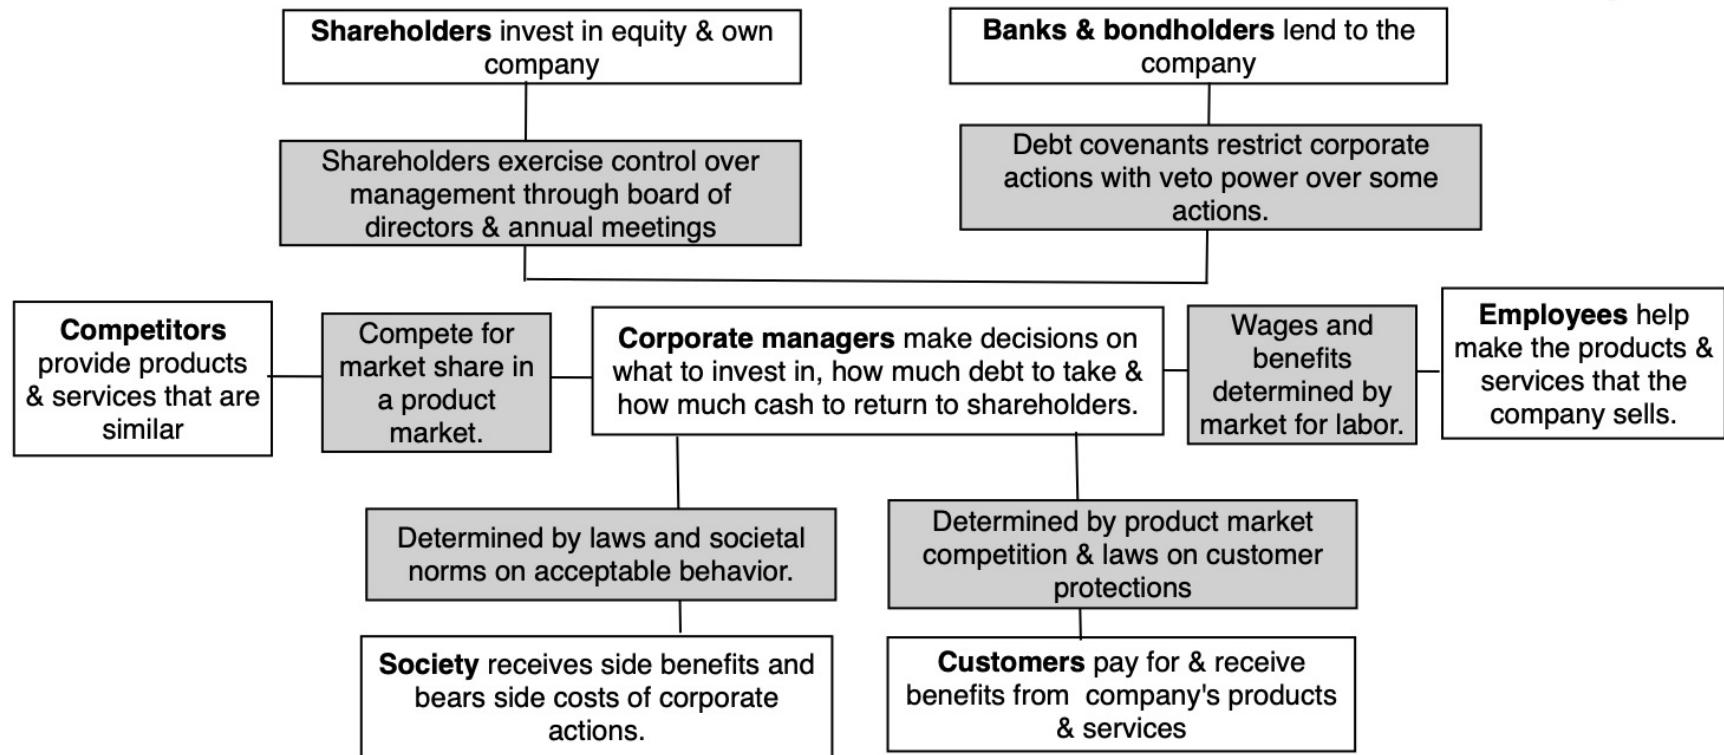 Shareholders invest in equity & own
company
Banks & bondholders lend to the
company
Shareholders exercise control over
management through board of
directors & annual meetings
Debt covenants restrict corporate
actions with veto power over some
actions.
Competitors
provide products
& services that are
similar
Compete for
market share in
a product
market.
Corporate managers make decisions on
what to invest in, how much debt to take &
how much cash to return to shareholders.
Wages and
benefits
determined by
market for labor.
Employees help
make the products &
services that the
company sells.
Determined by laws and societal
norms on acceptable behavior.
Determined by product market
competition & laws on customer
protections
Society receives side benefits and
bears side costs of corporate
actions.
Customers pay for & receive
benefits from company's products
& services